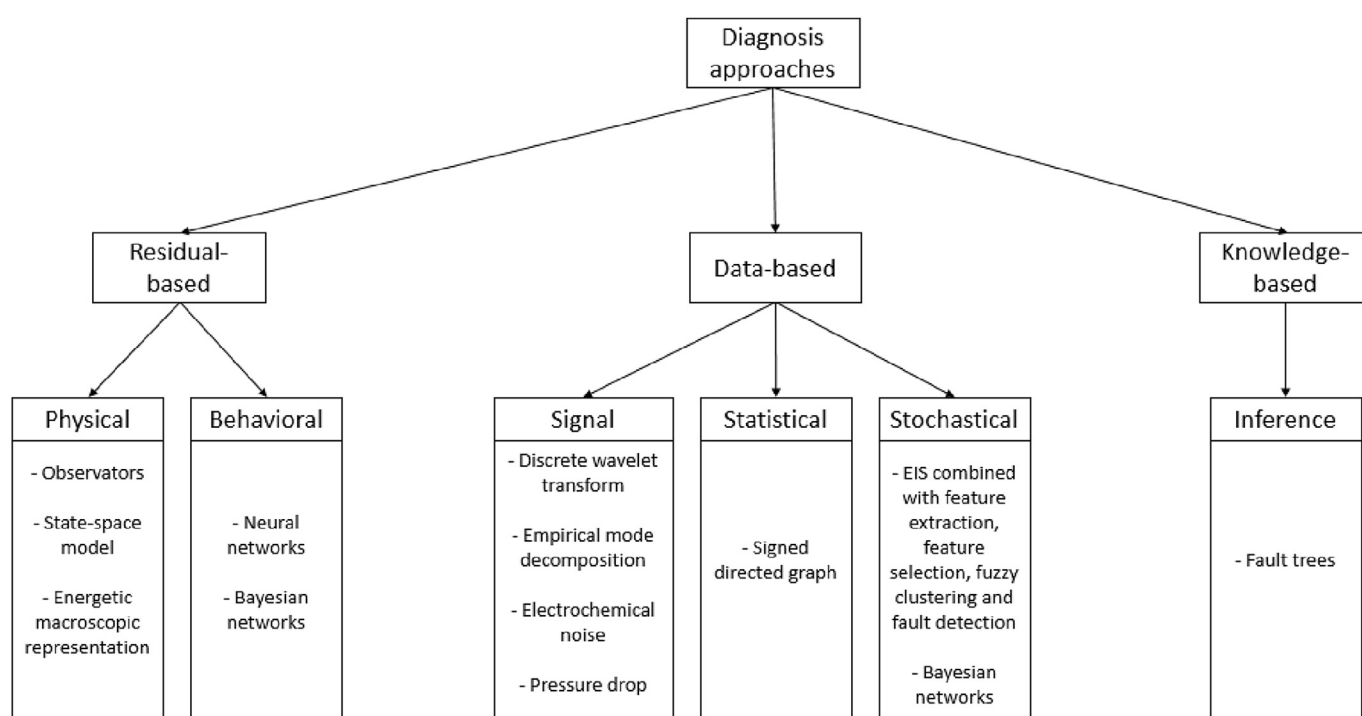 Diagnosis
approaches
Residual-
based
Data-based
Knowledge-
based
Physical
- Observators
- State-space
model
- Energetic
macroscopic
representation
Behavioral
- Neural
networks
- Bayesian
networks
Signal
- Discrete wavelet
transform
- Empirical mode
decomposition
- Electrochemical
noise
- Pressure drop
Statistical
- Signed
directed graph
Stochastical
- EIS combined
with feature
extraction,
feature
selection, fuzzy
clustering and
fault detection
- Bayesian
networks
Inference
- Fault trees